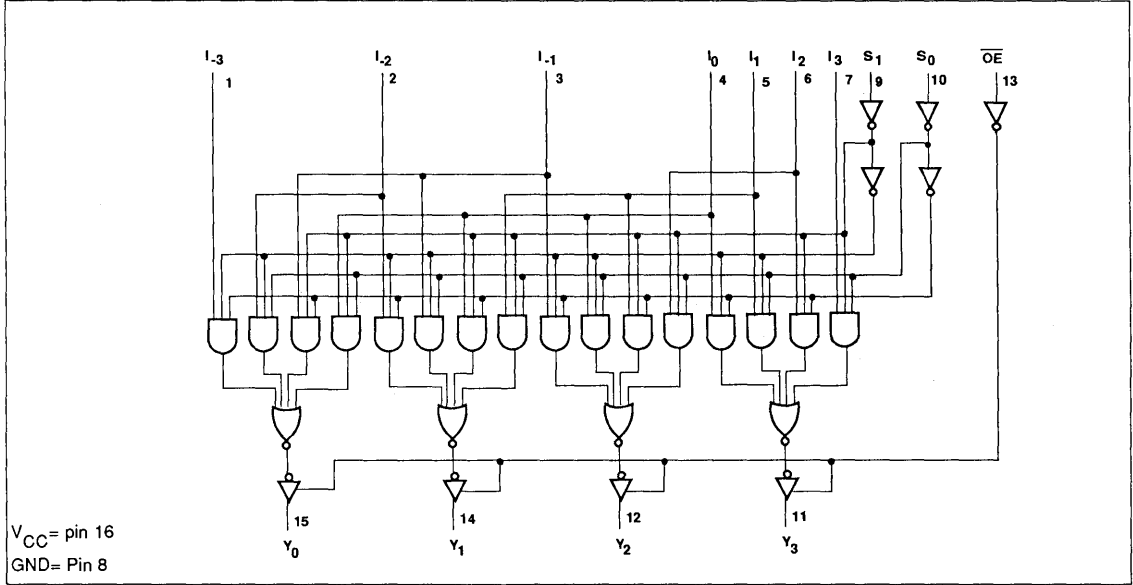 I-3 I-2 I-1 I0 I1 I2 I3 S1 S0 OE
1 2 3 4 5 6 7 9 10 13
15 14 12 11
Y0 Y1 Y2 Y3
VCC= pin 16
GND= Pin 8